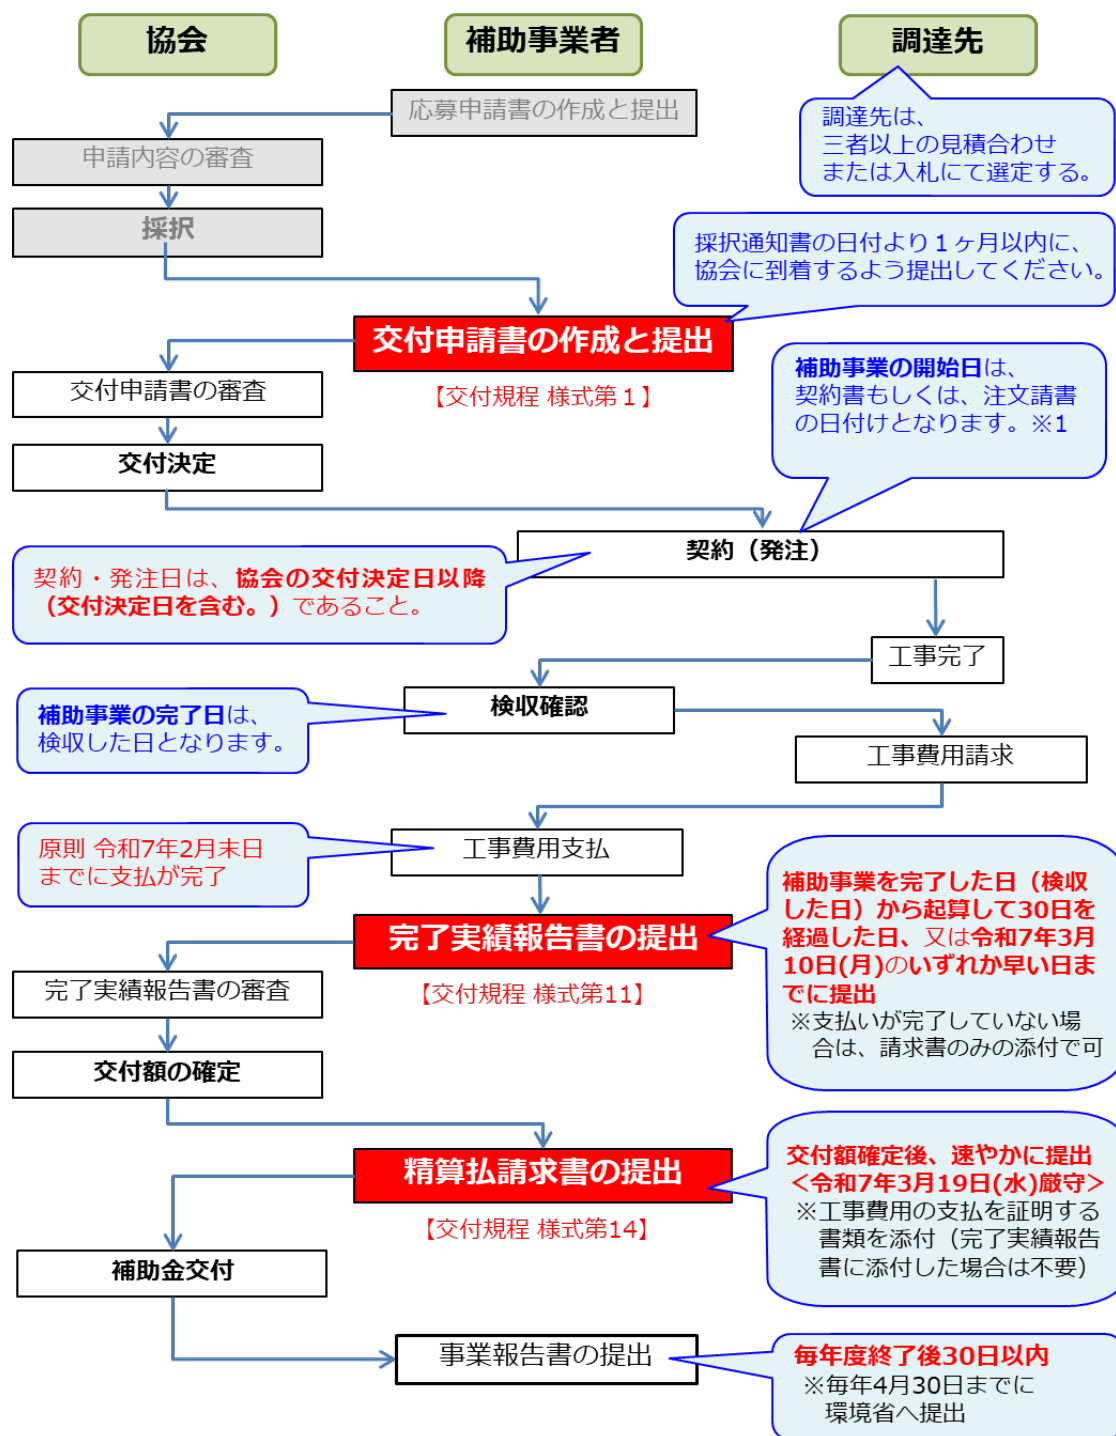 協会
補助事業者
調達先
応募申請書の作成と提出
調達先は、
三者以上の見積合わせ
または入札にて選定する。
申請内容の審査
採択
採択通知書の日付より１ヶ月以内に、
協会に到着するよう提出してください。
交付申請書の作成と提出
【交付規程 様式第１】
補助事業の開始日は、
契約書もしくは、注文請書
の日付けとなります。※1
交付申請書の審査
交付決定
契約（発注）
契約・発注日は、協会の交付決定日以降
（交付決定日を含む。）であること。
工事完了
検収確認
補助事業の完了日は、
検収した日となります。
工事費用請求
工事費用支払
原則 令和7年2月末日
までに支払が完了
補助事業を完了した日（検収
した日）から起算して30日を
経過した日、又は令和7年3月
10日(月)のいずれか早い日ま
でに提出
※支払いが完了していない場
合は、請求書のみの添付で可
完了実績報告書の提出
【交付規程 様式第11】
完了実績報告書の審査
交付額の確定
精算払請求書の提出
【交付規程 様式第14】
交付額確定後、速やかに提出
＜令和7年3月19日(水)厳守＞
※工事費用の支払を証明する
書類を添付（完了実績報告
書に添付した場合は不要）
補助金交付
事業報告書の提出
毎年度終了後30日以内
※毎年4月30日までに
環境省へ提出